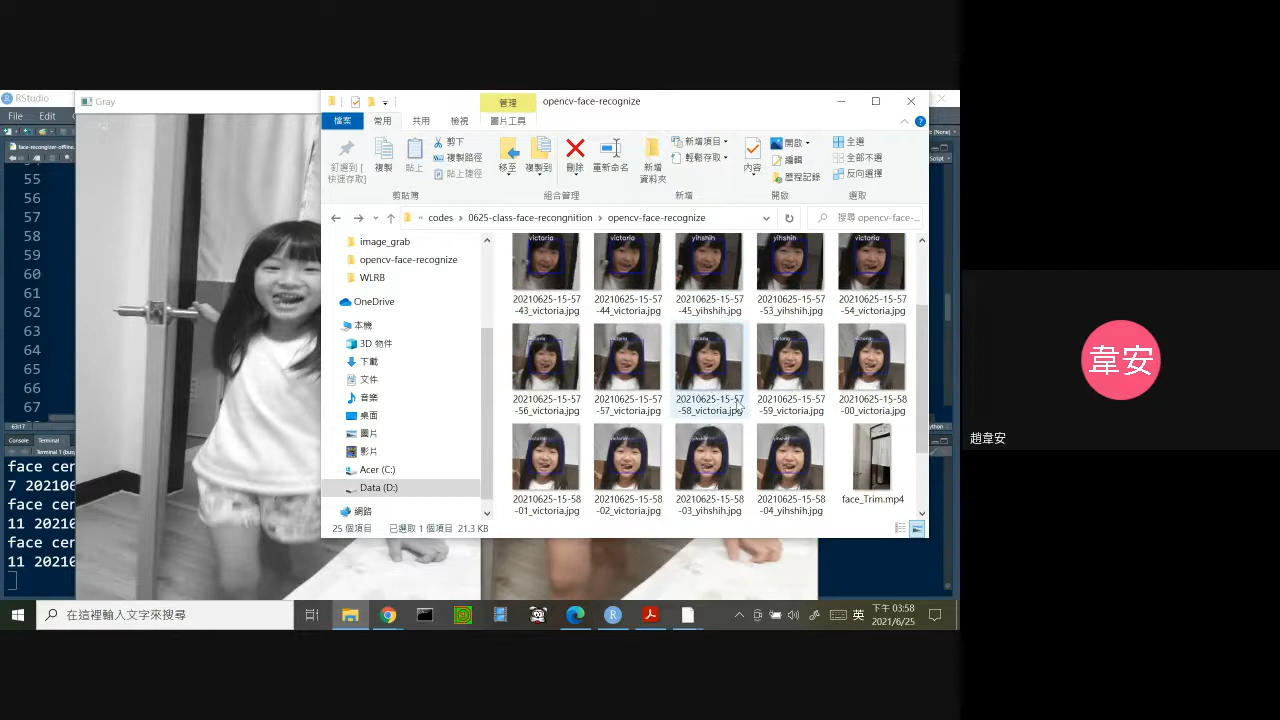 RStudio
Gray
管理
opencv-face-recognize
File
Edit
檔案
常用
共用
檢視
圖片工具
(None)
face-recongizer-offline.
剪下
複製路徑
貼上捷徑
釘選到 [
快速存取]
複製
貼上
移至
複製到
刪除
重新命名
新增
資料夾
新增項目
輕鬆存取
內容
開啟
編輯
歷程記錄
全選
全部不選
反向選擇
剪貼簿
組合管理
新增
開啟
選取
Script
« codes > 0625-class-face-recongnition > opencv-face-recognize
搜尋 opencv-face-...
55
56
57
58
59
60
61
62
63
64
65
66
67
image_grab
opencv-face-recognize
WLRB
OneDrive
本機
3D 物件
下載
文件
音樂
桌面
圖片
影片
Acer (C:)
Data (D:)
網路
victoria
victoria
yihshih
yihshih
victoria
20210625-15-57
-43_victoria.jpg
20210625-15-57
-44_victoria.jpg
20210625-15-57
-45_yihshih.jpg
20210625-15-57
-53_yihshih.jpg
20210625-15-57
-54_victoria.jpg
20210625-15-57
-56_victoria.jpg
20210625-15-57
-57_victoria.jpg
20210625-15-57
-58_victoria.jpg
20210625-15-57
-59_victoria.jpg
20210625-15-58
-00_victoria.jpg
20210625-15-58
-01_victoria.jpg
20210625-15-58
-02_victoria.jpg
20210625-15-58
-03_yihshih.jpg
20210625-15-58
-04_yihshih.jpg
face_Trim.mp4
25 個項目
已選取 1 個項目 21.3 KB
63:17
Console
Terminal
Terminal 1
face cen
7 20210
face cen
11 20210
face cen
11 20210
在這裡輸入文字來搜尋
英
下午 03:58
2021/6/25
韋安
趙韋安